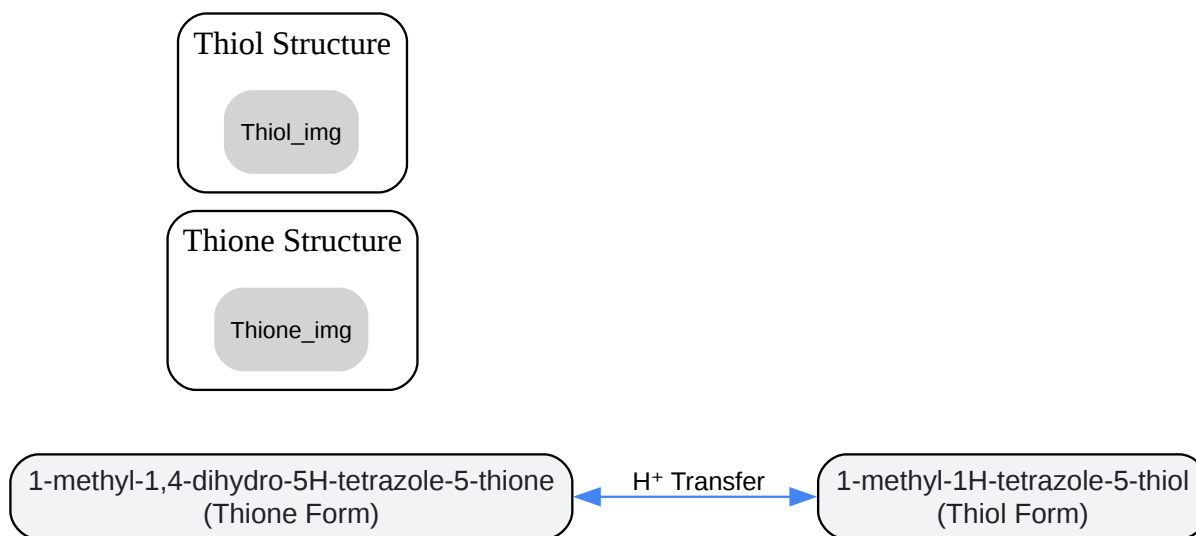 Thiol Structure
Thiol_img
Thione Structure
Thione_img
1-methyl-1,4-dihydro-5H-tetrazole-5-thione
(Thione Form)
H⁺ Transfer
1-methyl-1H-tetrazole-5-thiol
(Thiol Form)